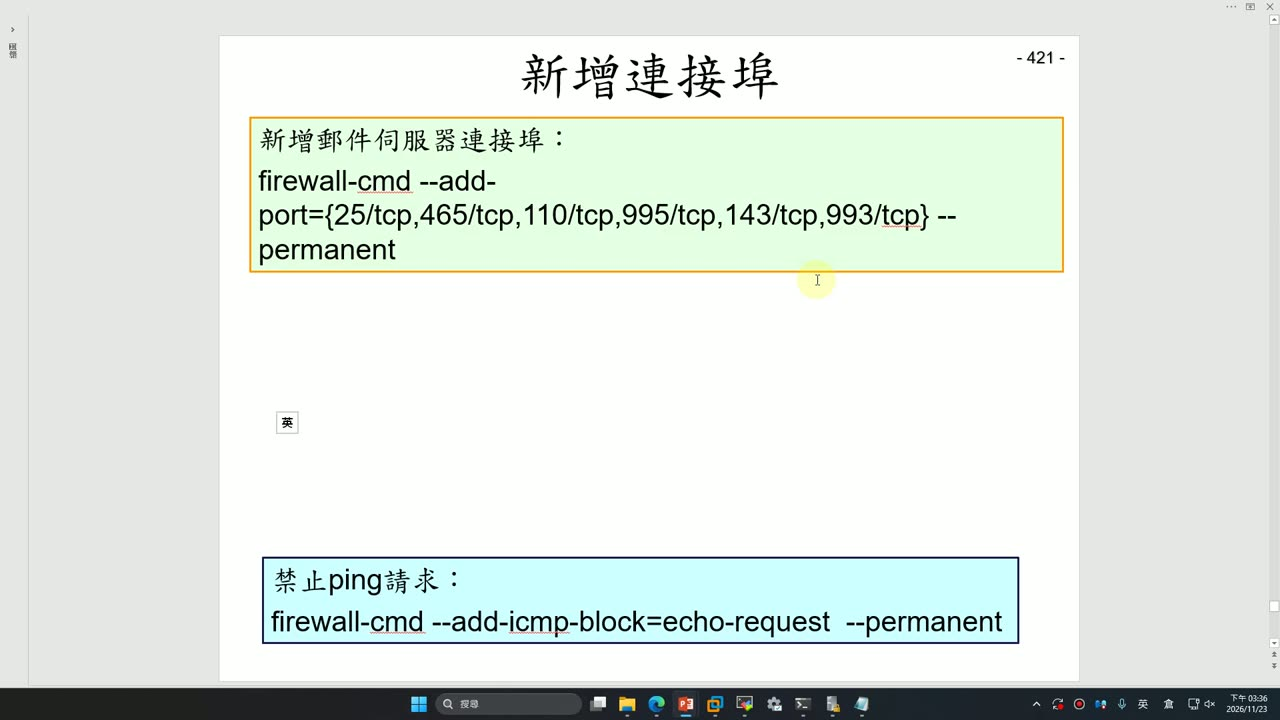 新增連接埠
- 421 -
新增郵件伺服器連接埠：
firewall-cmd --add-
port={25/tcp,465/tcp,110/tcp,995/tcp,143/tcp,993/tcp} --
permanent
英
禁止ping請求：
firewall-cmd --add-icmp-block=echo-request  --permanent
搜尋
英
下午 03:36
2026/11/23